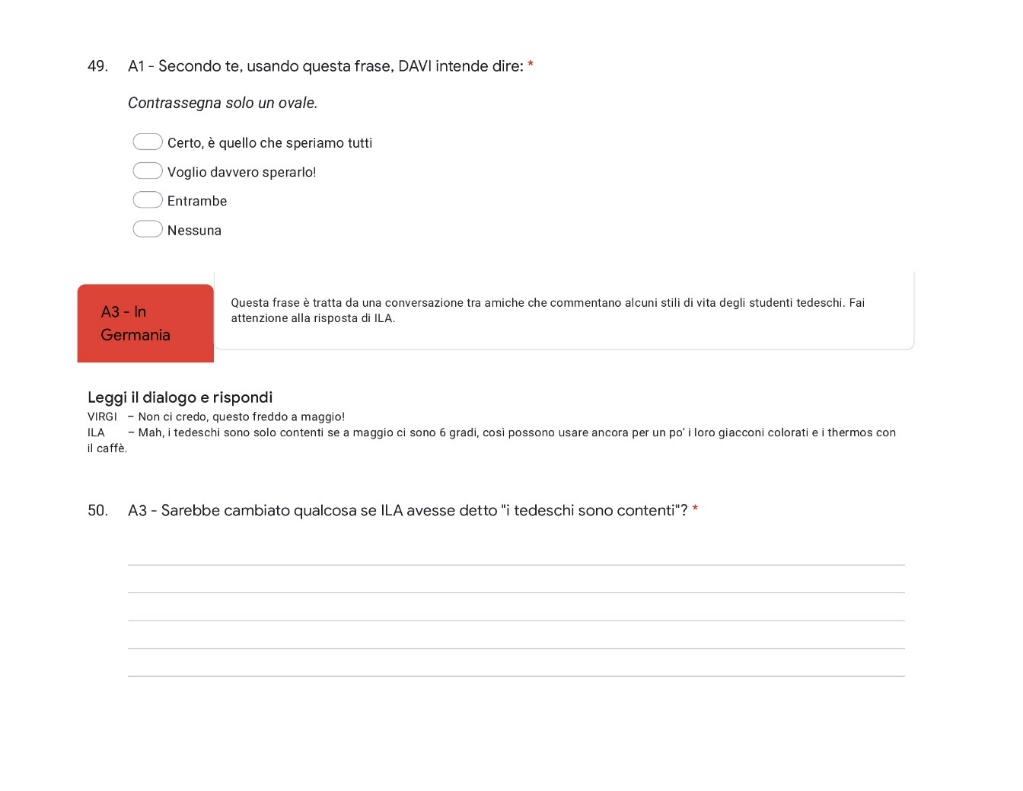 49. A1 - Secondo te, usando questa frase, DAVI intende dire: *
Contrassegna solo un ovale.
Certo, è quello che speriamo tutti
Voglio davvero sperarlo!
Entrambe
Nessuna
A3 - In
Germania
Questa frase è tratta da una conversazione tra amiche che commentano alcuni stili di vita degli studenti tedeschi. Fai
attenzione alla risposta di ILA.
Leggi il dialogo e rispondi
VIRGI – Non ci credo, questo freddo a maggio!
ILA – Mah, i tedeschi sono solo contenti se a maggio ci sono 6 gradi, così possono usare ancora per un po' i loro giacconi colorati e i thermos con
il caffè.
50. A3 - Sarebbe cambiato qualcosa se ILA avesse detto "i tedeschi sono contenti"? *